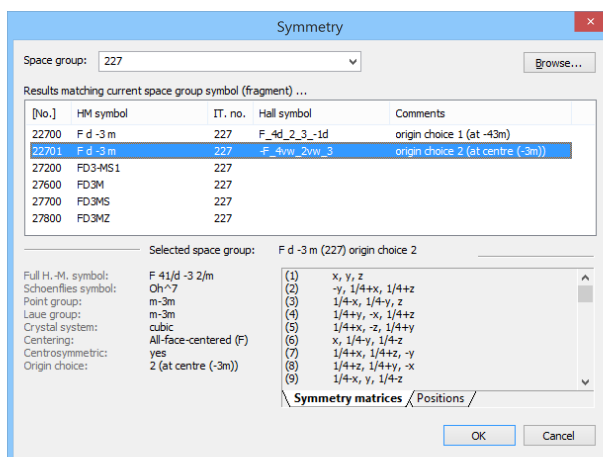 Symmetry
×
Space group: 227 Browse...
Results matching current space group symbol (fragment) ...
[No.] HM symbol IT. no. Hall symbol Comments
22700 F d -3 m 227 F_4d_2_3_-1d origin choice 1 (at -43m)
22701 F d -3 m 227 -F_4vw_2vw_3 origin choice 2 (at centre (-3m))
27200 FD3-MS1 227
27600 FD3M 227
27700 FD3MS 227
27800 FD3MZ 227
Selected space group: F d -3 m (227) origin choice 2
Full H.-M. symbol: F 41/d -3 2/m
Schoenflies symbol: Oh^7
Point group: m-3m
Laue group: m-3m
Crystal system: cubic
Centering: All-face-centered (F)
Centrosymmetric: yes
Origin choice: 2 (at centre (-3m))
(1) x, y, z
(2) -y, 1/4+x, 1/4+z
(3) 1/4-x, 1/4-y, z
(4) 1/4+y, -x, 1/4+z
(5) 1/4+x, -z, 1/4+y
(6) x, 1/4-y, 1/4-z
(7) 1/4+x, 1/4+z, -y
(8) 1/4+z, 1/4+y, -x
(9) 1/4-x, y, 1/4-z
Symmetry matrices Positions
OK Cancel